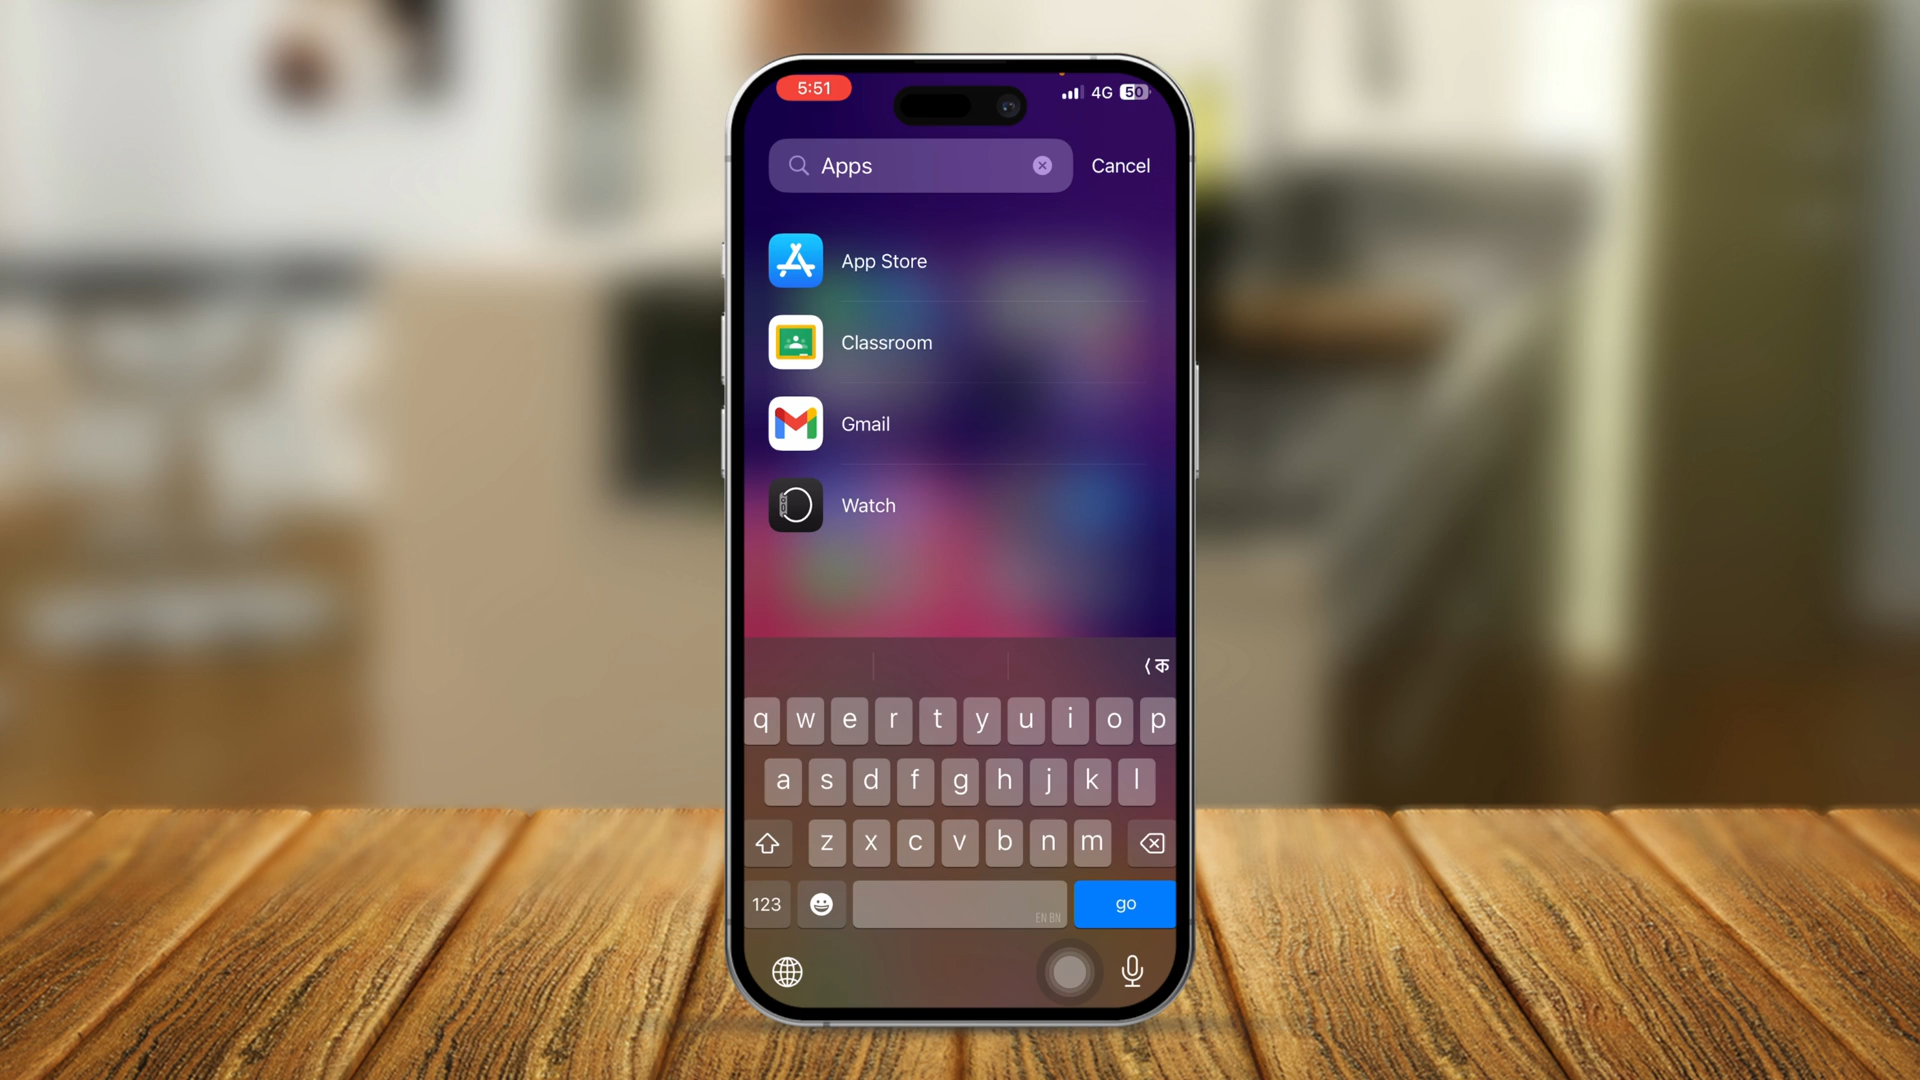 5:51 4G 50
Apps Cancel
App Store
Classroom
Gmail
Watch
⟨ক
q w e r t y u i o p
a s d f g h j k l
z x c v b n m
123 EN BN go